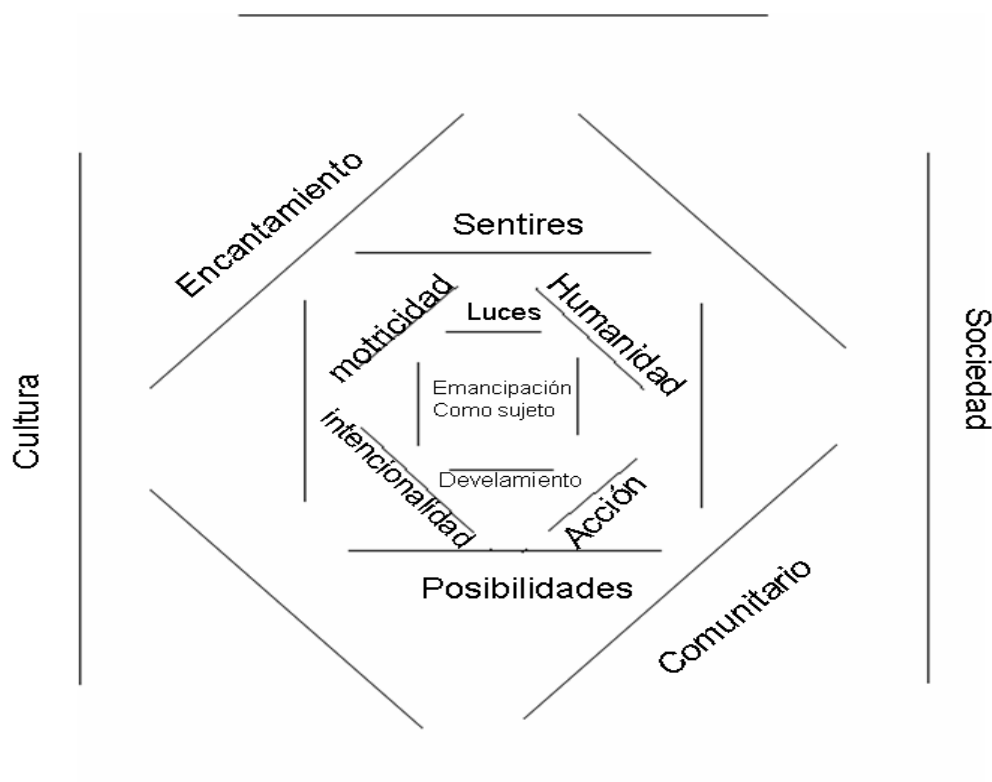 Encantamiento
Sentires
motricidad
Humanidad
Luces
Cultura
Sociedad
Emancipación
Como sujeto
intencionalidad
Develamiento
Acción
Posibilidades
Comunitario